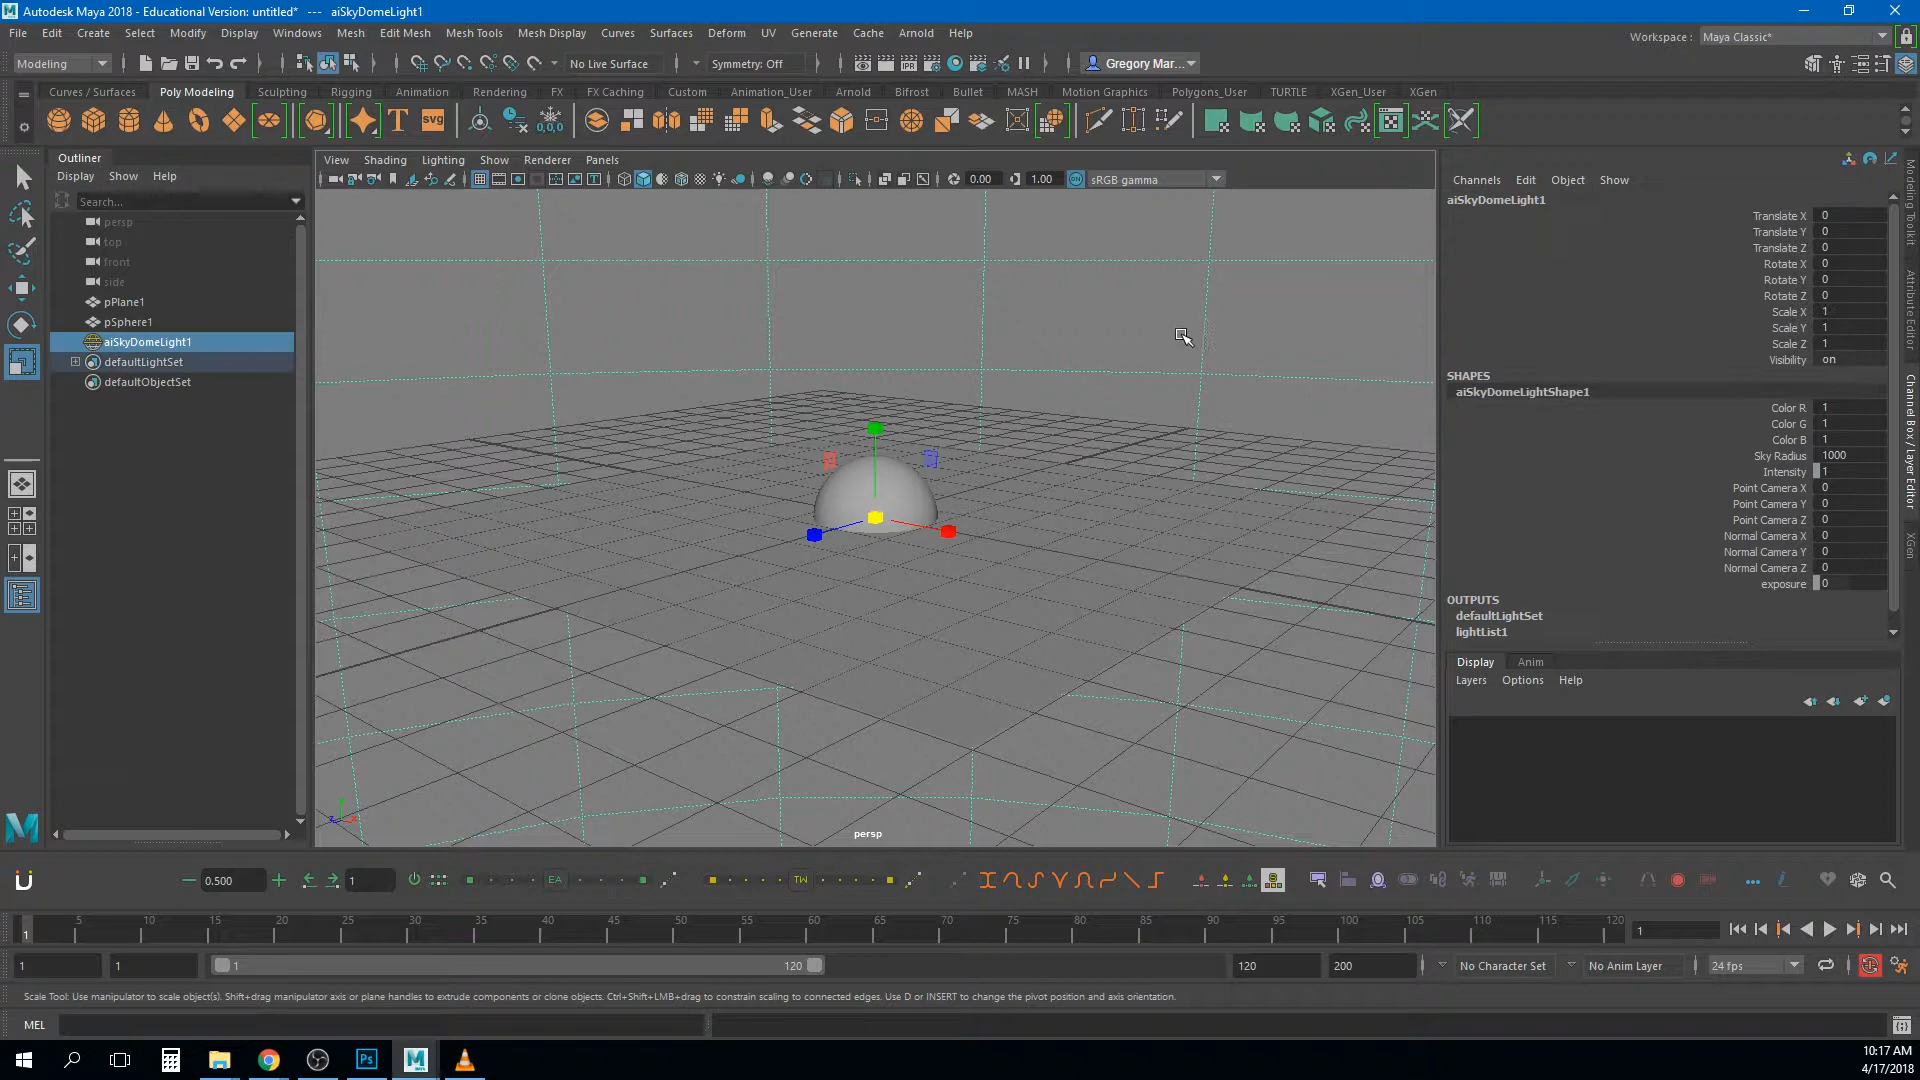 Autodesk Maya 2018 - Educational Version: untitled* --- aiSkyDomeLight1
File Edit Create Select Modify Display Windows Mesh Edit Mesh Mesh Tools Mesh Display Curves Surfaces Deform UV Generate Cache Arnold Help
Workspace : Maya Classic*
Modeling No Live Surface Symmetry: Off Gregory Mar...
Curves / Surfaces Poly Modeling Sculpting Rigging Animation Rendering FX FX Caching Custom Animation_User Arnold Bifrost Bullet MASH Motion Graphics Polygons_User TURTLE XGen_User XGen
T svg 0,0,0
Outliner
Display Show Help
Search...
persp
top
front
side
pPlane1
pSphere1
aiSkyDomeLight1
defaultLightSet
defaultObjectSet
View Shading Lighting Show Renderer Panels
0.00 1.00 sRGB gamma
persp
Channels Edit Object Show
aiSkyDomeLight1
Translate X 0
Translate Y 0
Translate Z 0
Rotate X 0
Rotate Y 0
Rotate Z 0
Scale X 1
Scale Y 1
Scale Z 1
Visibility on
SHAPES
aiSkyDomeLightShape1
Color R 1
Color G 1
Color B 1
Sky Radius 1000
Intensity 1
Point Camera X 0
Point Camera Y 0
Point Camera Z 0
Normal Camera X 0
Normal Camera Y 0
Normal Camera Z 0
exposure 0
OUTPUTS
defaultLightSet
lightList1
Display Anim
Layers Options Help
Modeling Toolkit
Attribute Editor
Channel Box / Layer Editor
XGen
0.500 1 EA TW
5 10 15 20 25 30 35 40 45 50 55 60 65 70 75 80 85 90 95 100 105 110 115 120
1 1
1 1 1 120 120 200 No Character Set No Anim Layer 24 fps
Scale Tool: Use manipulator to scale object(s). Shift+drag manipulator axis or plane handles to extrude components or clone objects. Ctrl+Shift+LMB+drag to constrain scaling to connected edges. Use D or INSERT to change the pivot position and axis orientation.
MEL
Ps
10:17 AM
4/17/2018